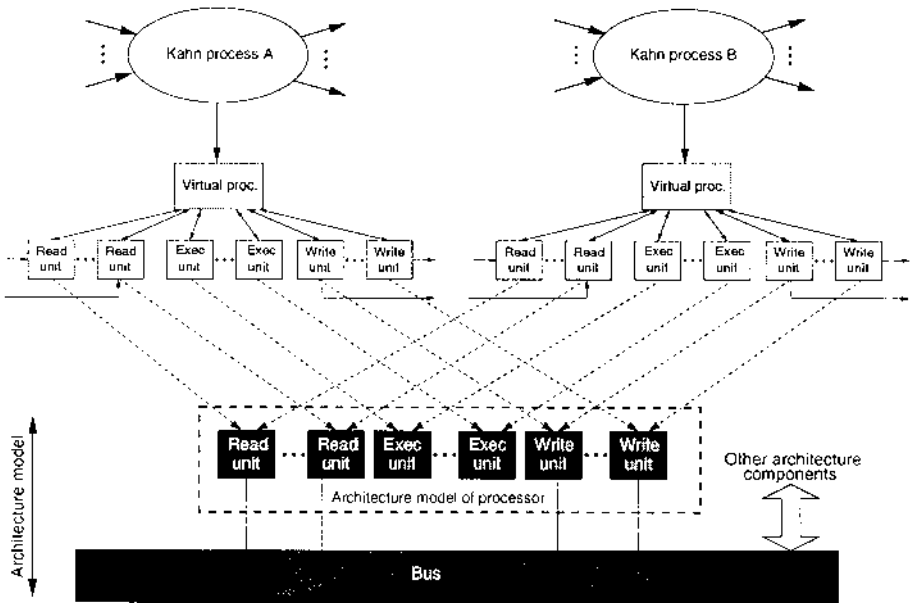 Kahn process A
Kahn process B
Virtual proc.
Virtual proc.
Read unit
Read unit
Exec unit
Exec unit
Write unit
Write unit
Read unit
Read unit
Exec unit
Exec unit
Write unit
Write unit
Architecture model
Read unit
Read unit
Exec unit
Exec unit
Write unit
Write unit
Architecture model of processor
Other architecture
components
Bus